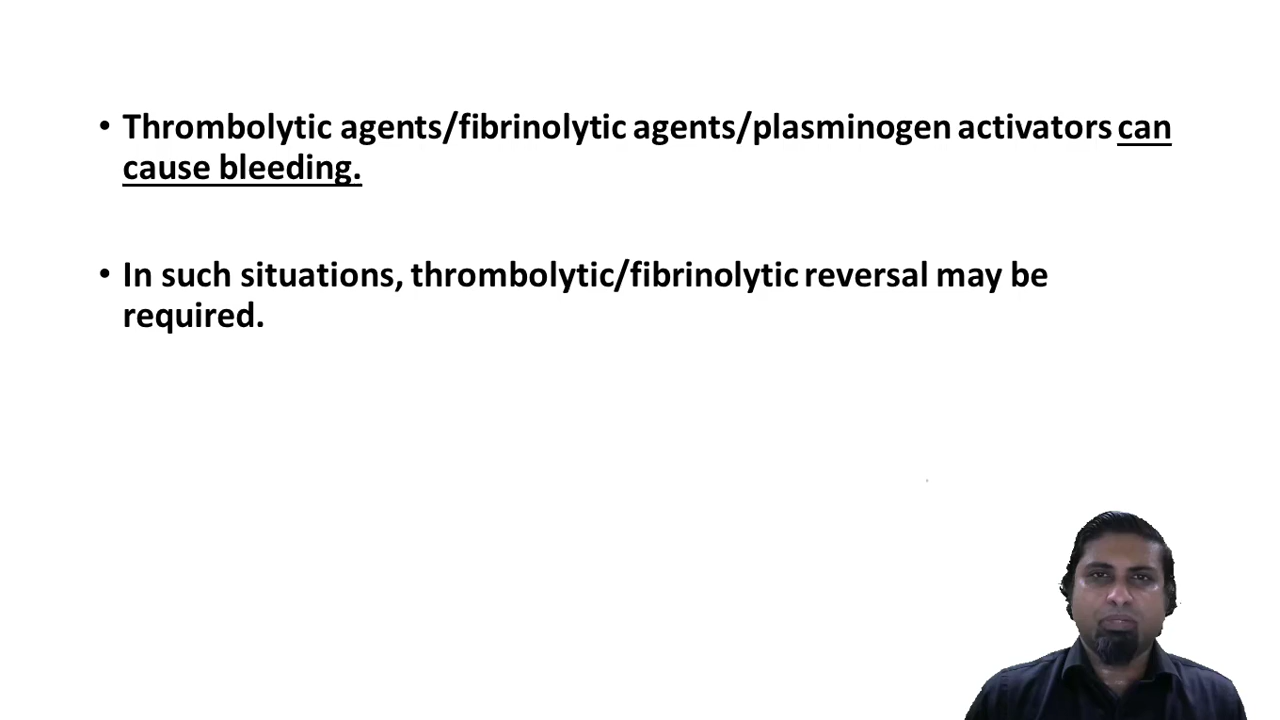 • Thrombolytic agents/fibrinolytic agents/plasminogen activators can
cause bleeding.
• In such situations, thrombolytic/fibrinolytic reversal may be
required.